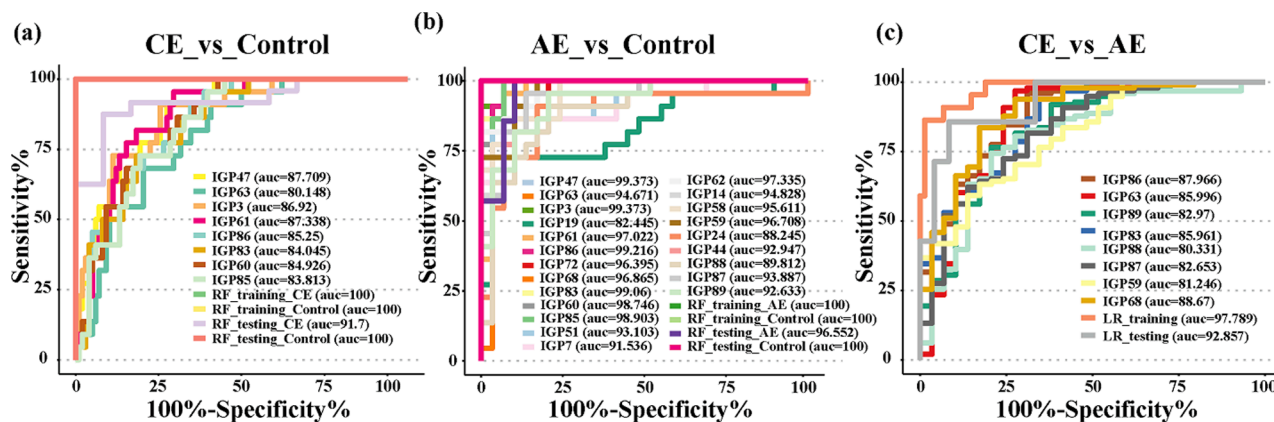 (a)
CE_vs_Control
Sensitivity%
100
75
50
25
0
IGP47 (auc=87.709)
IGP63 (auc=80.148)
IGP3 (auc=86.92)
IGP61 (auc=87.338)
IGP86 (auc=85.25)
IGP83 (auc=84.045)
IGP60 (auc=84.926)
IGP85 (auc=83.813)
RF_training_CE (auc=100)
RF_training_Control (auc=100)
RF_testing_CE (auc=91.7)
RF_testing_Control (auc=100)
0 25 50 75 100
100%-Specificity%
(b)
AE_vs_Control
Sensitivity%
100
75
50
25
0
IGP47 (auc=99.373)
IGP63 (auc=94.671)
IGP3 (auc=99.373)
IGP19 (auc=82.445)
IGP61 (auc=97.022)
IGP86 (auc=99.216)
IGP72 (auc=96.395)
IGP68 (auc=96.865)
IGP83 (auc=99.06)
IGP60 (auc=98.746)
IGP85 (auc=98.903)
IGP51 (auc=93.103)
IGP7 (auc=91.536)
IGP62 (auc=97.335)
IGP14 (auc=94.828)
IGP58 (auc=95.611)
IGP59 (auc=96.708)
IGP24 (auc=88.245)
IGP44 (auc=92.947)
IGP88 (auc=89.812)
IGP87 (auc=93.887)
IGP89 (auc=92.633)
RF_training_AE (auc=100)
RF_training_Control (auc=100)
RF_testing_AE (auc=96.552)
RF_testing_Control (auc=100)
0 25 50 75 100
100%-Specificity%
(c)
CE_vs_AE
Sensitivity%
100
75
50
25
0
IGP86 (auc=87.966)
IGP63 (auc=85.996)
IGP89 (auc=82.97)
IGP83 (auc=85.961)
IGP88 (auc=80.331)
IGP87 (auc=82.653)
IGP59 (auc=81.246)
IGP68 (auc=88.67)
LR_training (auc=97.789)
LR_testing (auc=92.857)
0 25 50 75 100
100%-Specificity%